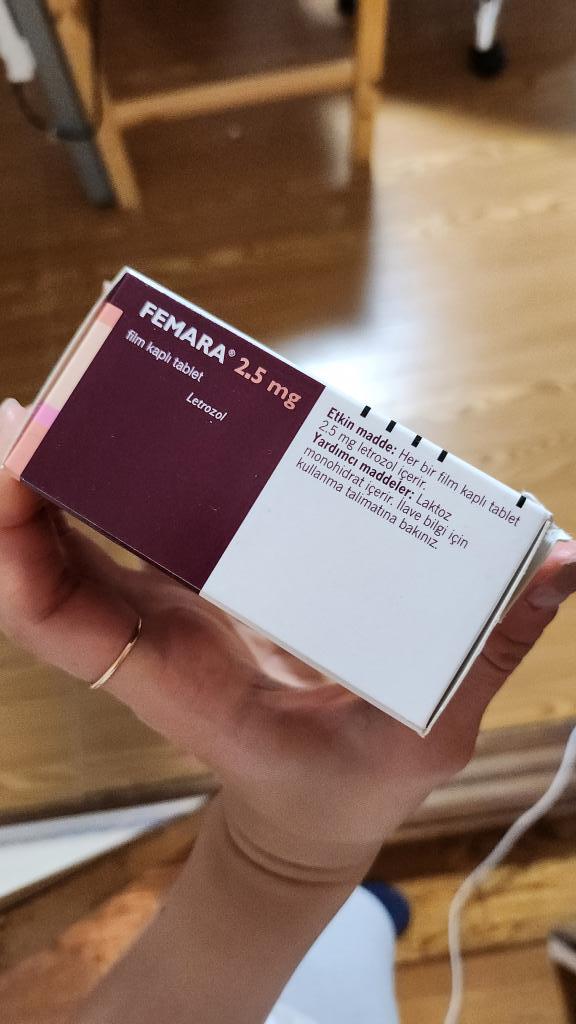 FEMARA® 2.5 mg
film kaplı tablet
Letrozol
Etkin madde: Her bir film kaplı tablet
2.5 mg letrozol içerir.
Yardımcı maddeler: Laktoz
monohidrat içerir. İlave bilgi için
kullanma talimatına bakınız.